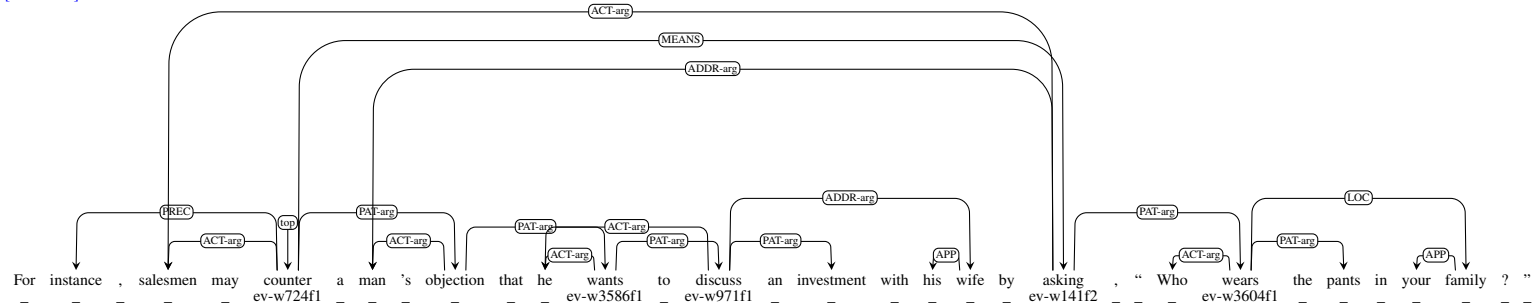 ACT-arg
MEANS
ADDR-arg
ADDR-arg LOC
PREC PAT-arg PAT-arg
top PAT-arg ACT-arg
ACT-arg ACT-arg PAT-arg PAT-arg ACT-arg PAT-arg
ACT-arg APP APP
For instance , salesmen may counter a man 's objection that he wants to discuss an investment with his wife by asking , “ Who wears the pants in your family ? ”
_ _ _ _ _ ev-w724f1 _ _ _ _ _ _ ev-w3586f1 _ ev-w971f1 _ _ _ _ _ _ ev-w141f2 _ _ _ ev-w3604f1 _ _ _ _ _ _ _